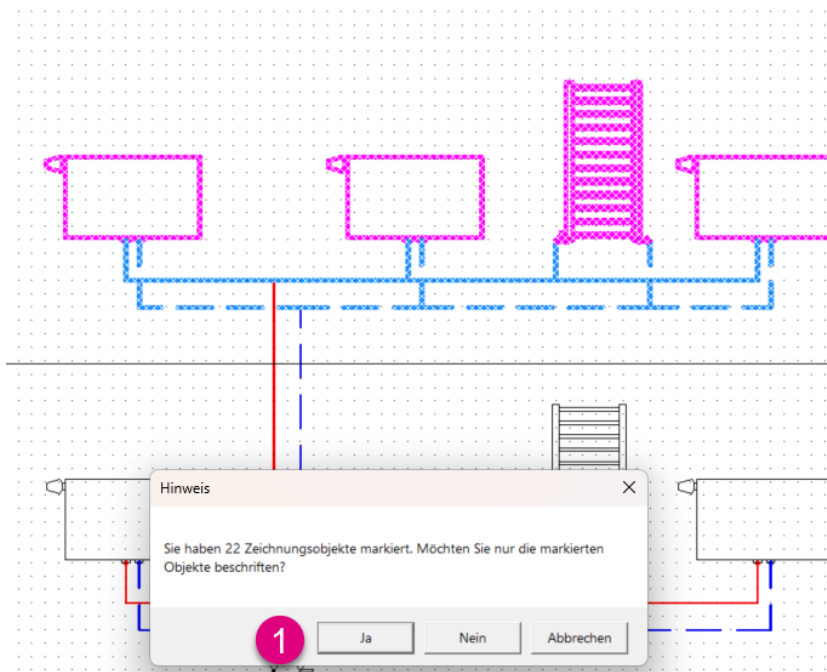 Hinweis
Sie haben 22 Zeichnungsobjekte markiert. Möchten Sie nur die markierten
Objekte beschriften?
1
Ja
Nein
Abbrechen